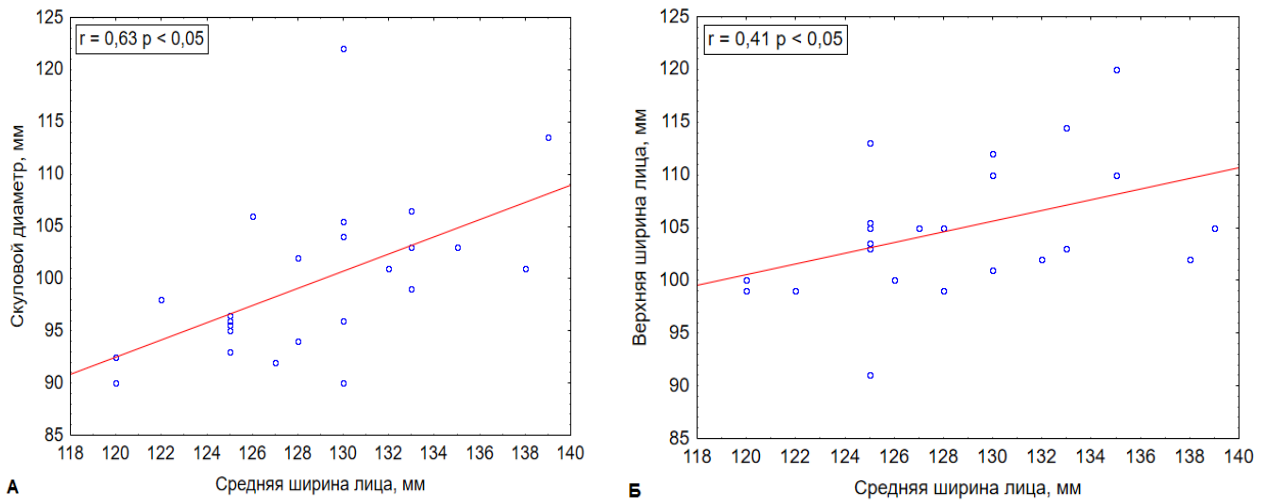 r = 0,63 p < 0,05
Скуловой диаметр, мм
125
120
115
110
105
100
95
90
85
118 120 122 124 126 128 130 132 134 136 138 140
Средняя ширина лица, мм
А
r = 0,41 p < 0,05
Верхняя ширина лица, мм
125
120
115
110
105
100
95
90
85
118 120 122 124 126 128 130 132 134 136 138 140
Средняя ширина лица, мм
Б